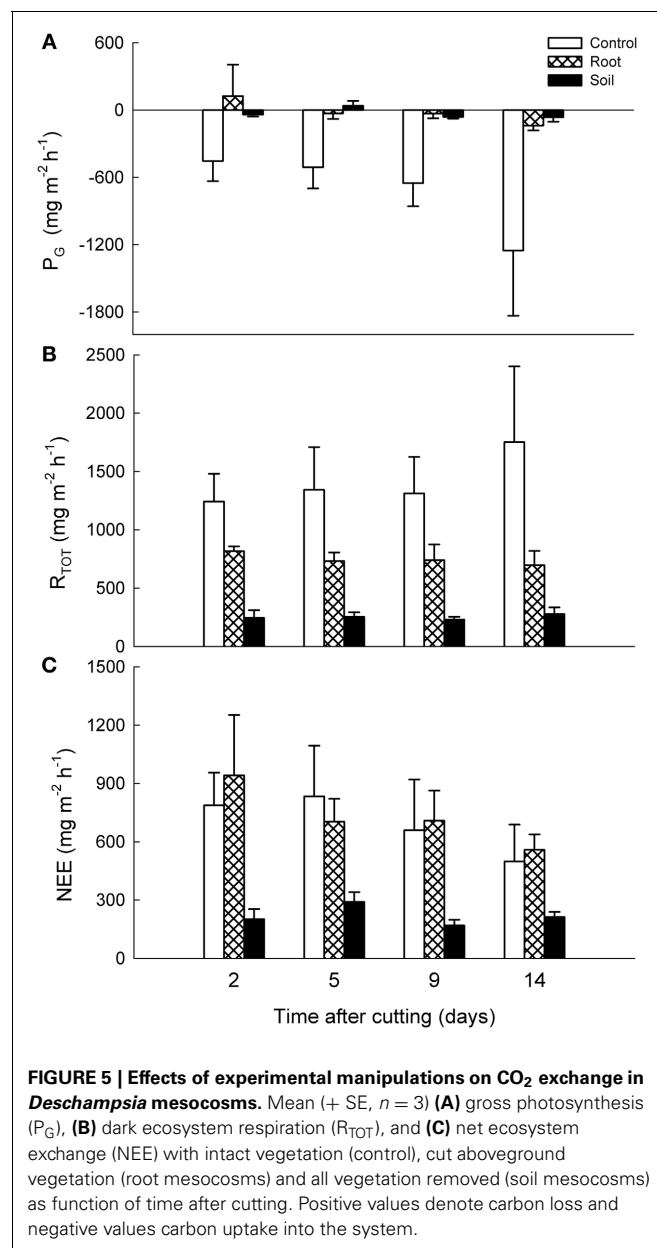 A
600
0
-600
-1200
-1800
P_G (mg m⁻² h⁻¹)
Control
Root
Soil
B
2500
2000
1500
1000
500
0
R_TOT (mg m⁻² h⁻¹)
C
1500
1200
900
600
300
0
NEE (mg m⁻² h⁻¹)
2 5 9 14
Time after cutting (days)
FIGURE 5 | Effects of experimental manipulations on CO₂ exchange in
Deschampsia mesocosms. Mean (+ SE, n = 3) (A) gross photosynthesis
(P_G), (B) dark ecosystem respiration (R_TOT), and (C) net ecosystem
exchange (NEE) with intact vegetation (control), cut aboveground
vegetation (root mesocosms) and all vegetation removed (soil mesocosms)
as function of time after cutting. Positive values denote carbon loss and
negative values carbon uptake into the system.